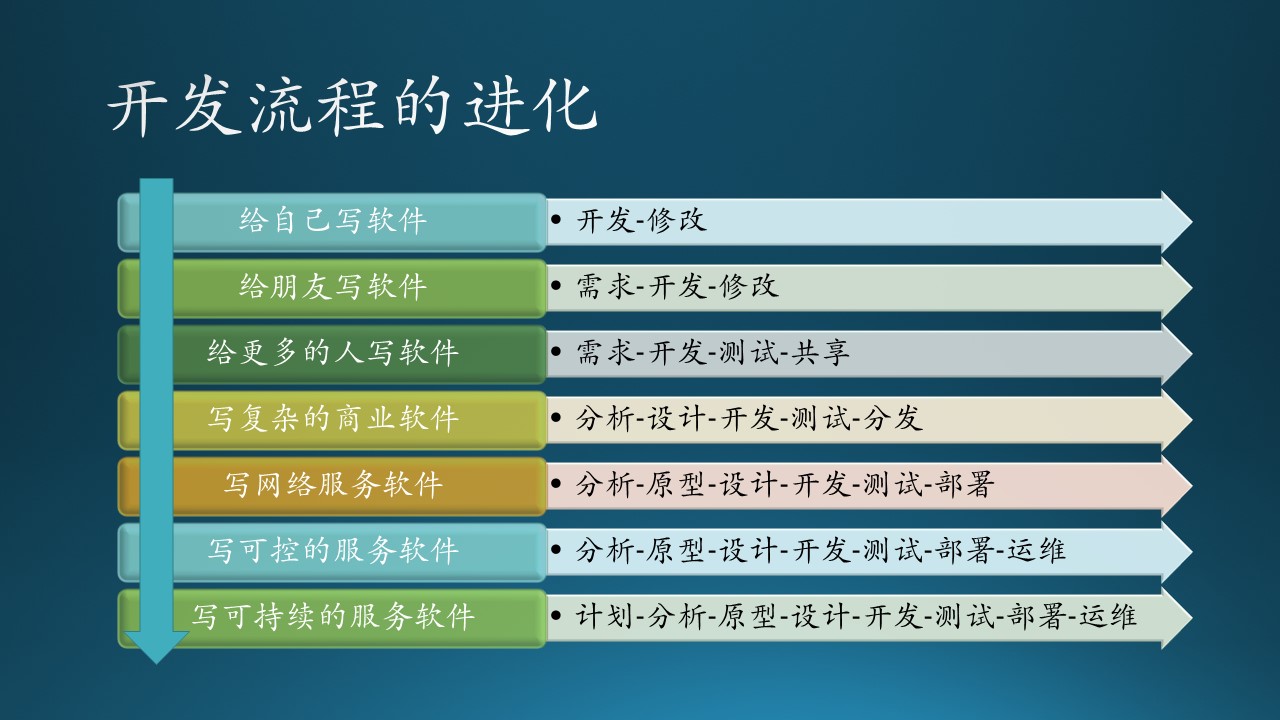 开发流程的进化
给自己写软件
• 开发-修改
给朋友写软件
• 需求-开发-修改
给更多的人写软件
• 需求-开发-测试-共享
写复杂的商业软件
• 分析-设计-开发-测试-分发
写网络服务软件
• 分析-原型-设计-开发-测试-部署
写可控的服务软件
• 分析-原型-设计-开发-测试-部署-运维
写可持续的服务软件
• 计划-分析-原型-设计-开发-测试-部署-运维